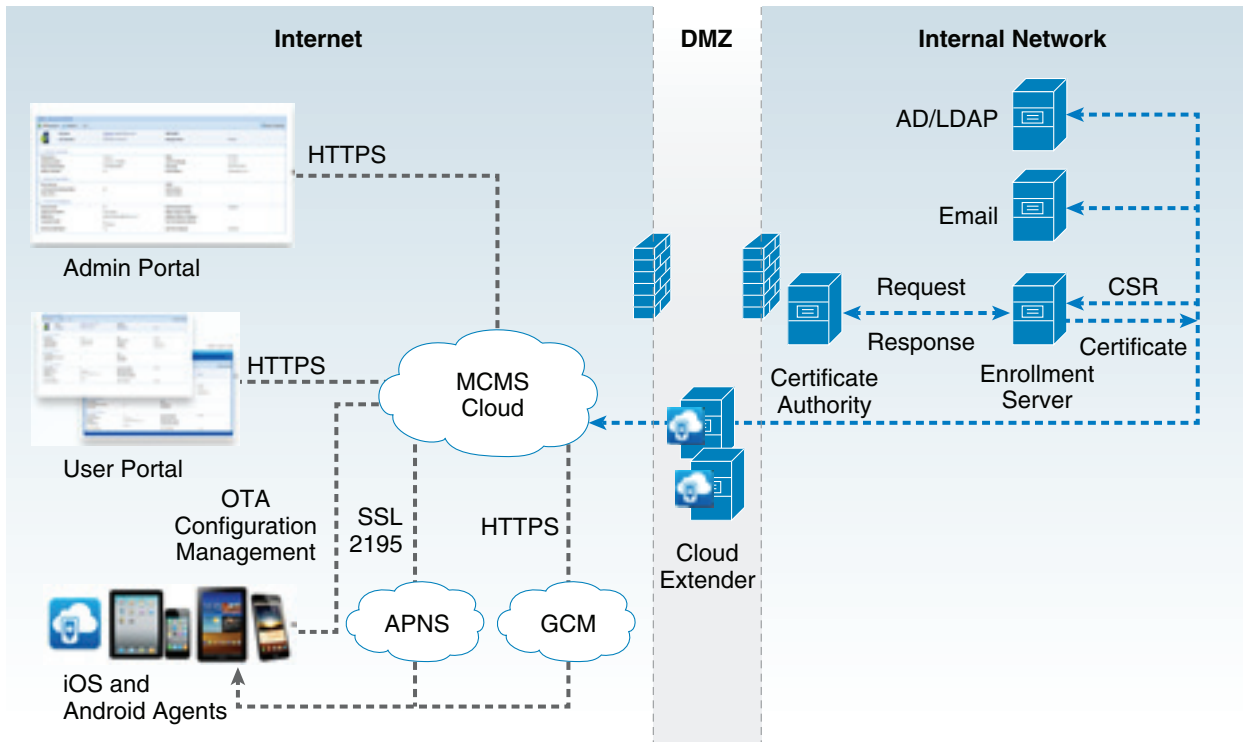 Internet
DMZ
Internal Network
HTTPS
Admin Portal
HTTPS
User Portal
MCMS
Cloud
OTA
Configuration
Management
SSL
2195
HTTPS
APNS
GCM
iOS and
Android Agents
Cloud
Extender
AD/LDAP
Email
Request
Response
CSR
Certificate
Certificate
Authority
Enrollment
Server